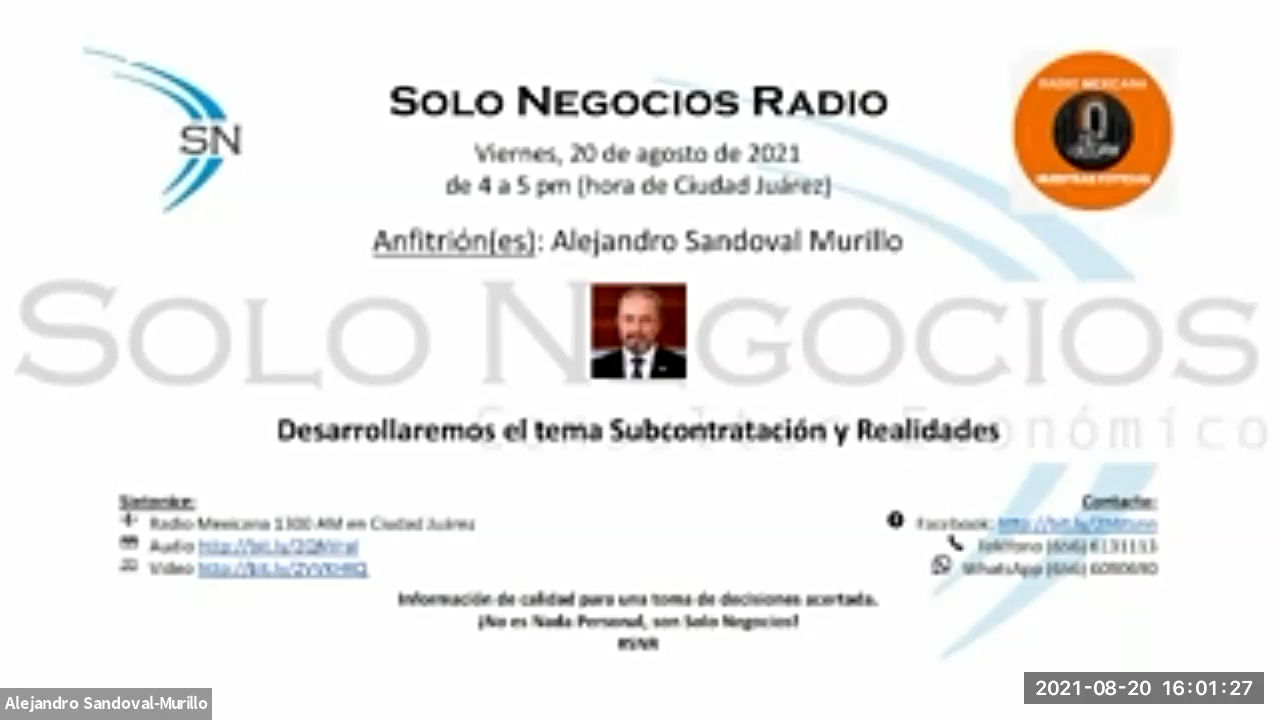 SN
SOLO NEGOCIOS RADIO
RADIO MEXICANA
Viernes, 20 de agosto de 2021
de 4 a 5 pm (hora de Ciudad Juárez)
Anfitrión(es): Alejandro Sandoval Murillo
SOLO NEGOCIOS
Desarrollaremos el tema Subcontratación y Realidades
Económico
Sintonice:
Radio Mexicana 1300 AM en Ciudad Juárez
Audio
Video
Contacto:
Facebook:
Teléfono (656)
WhatsApp (656)
Información de calidad para una toma de decisiones acertada.
¡No es Nada Personal, son Solo Negocios!
RSNR
Alejandro Sandoval-Murillo
2021-08-20 16:01:27